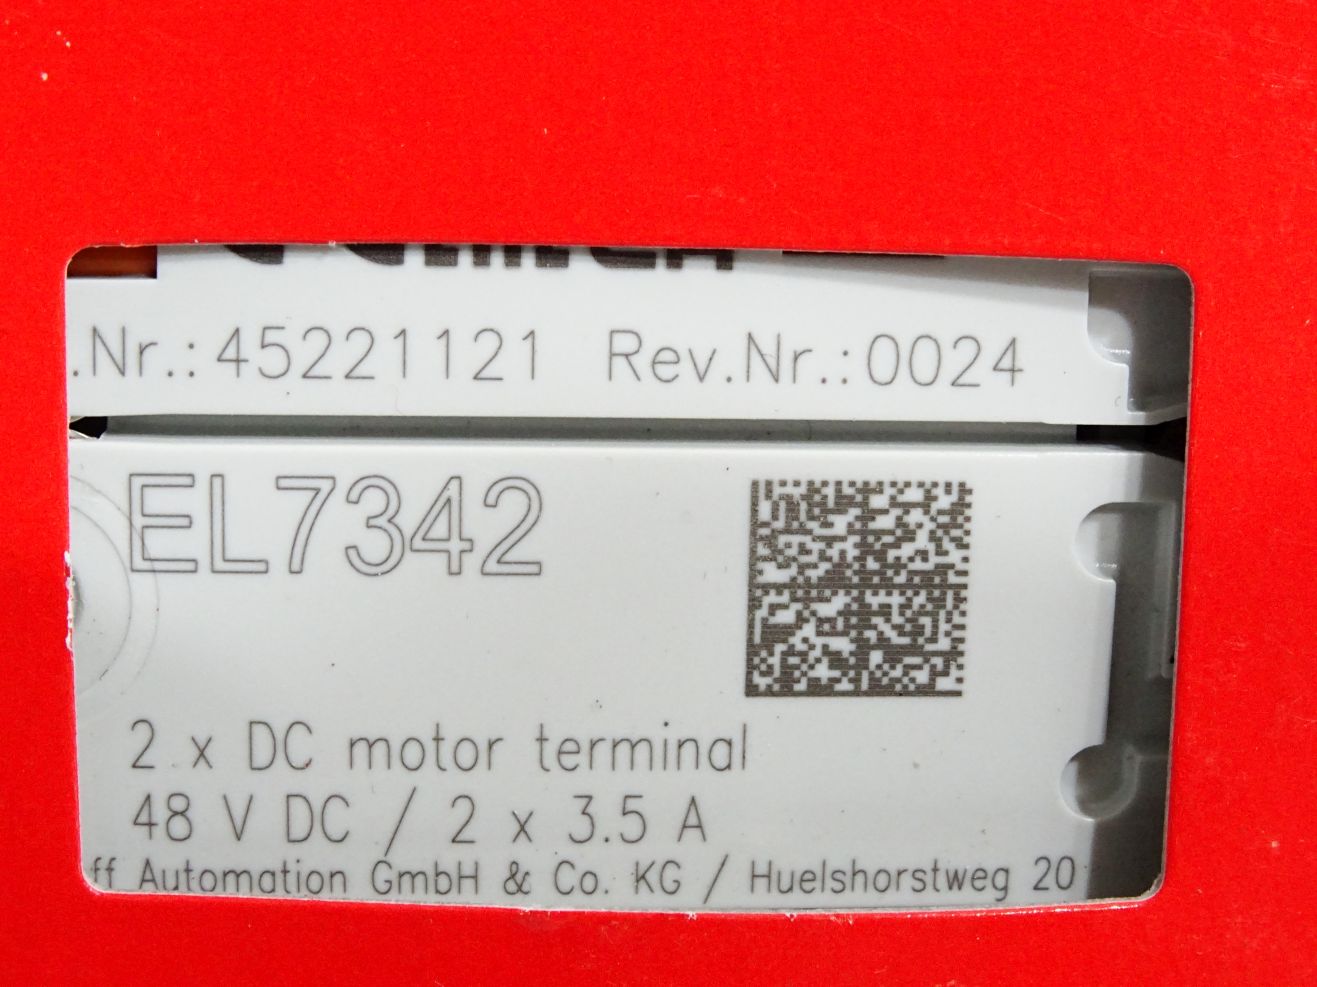 .Nr.: 45221121 Rev.Nr.:0024
EL7342
2 x DC motor terminal
48 V DC / 2 x 3.5 A
ff Automation GmbH & Co. KG / Huelshorstweg 20